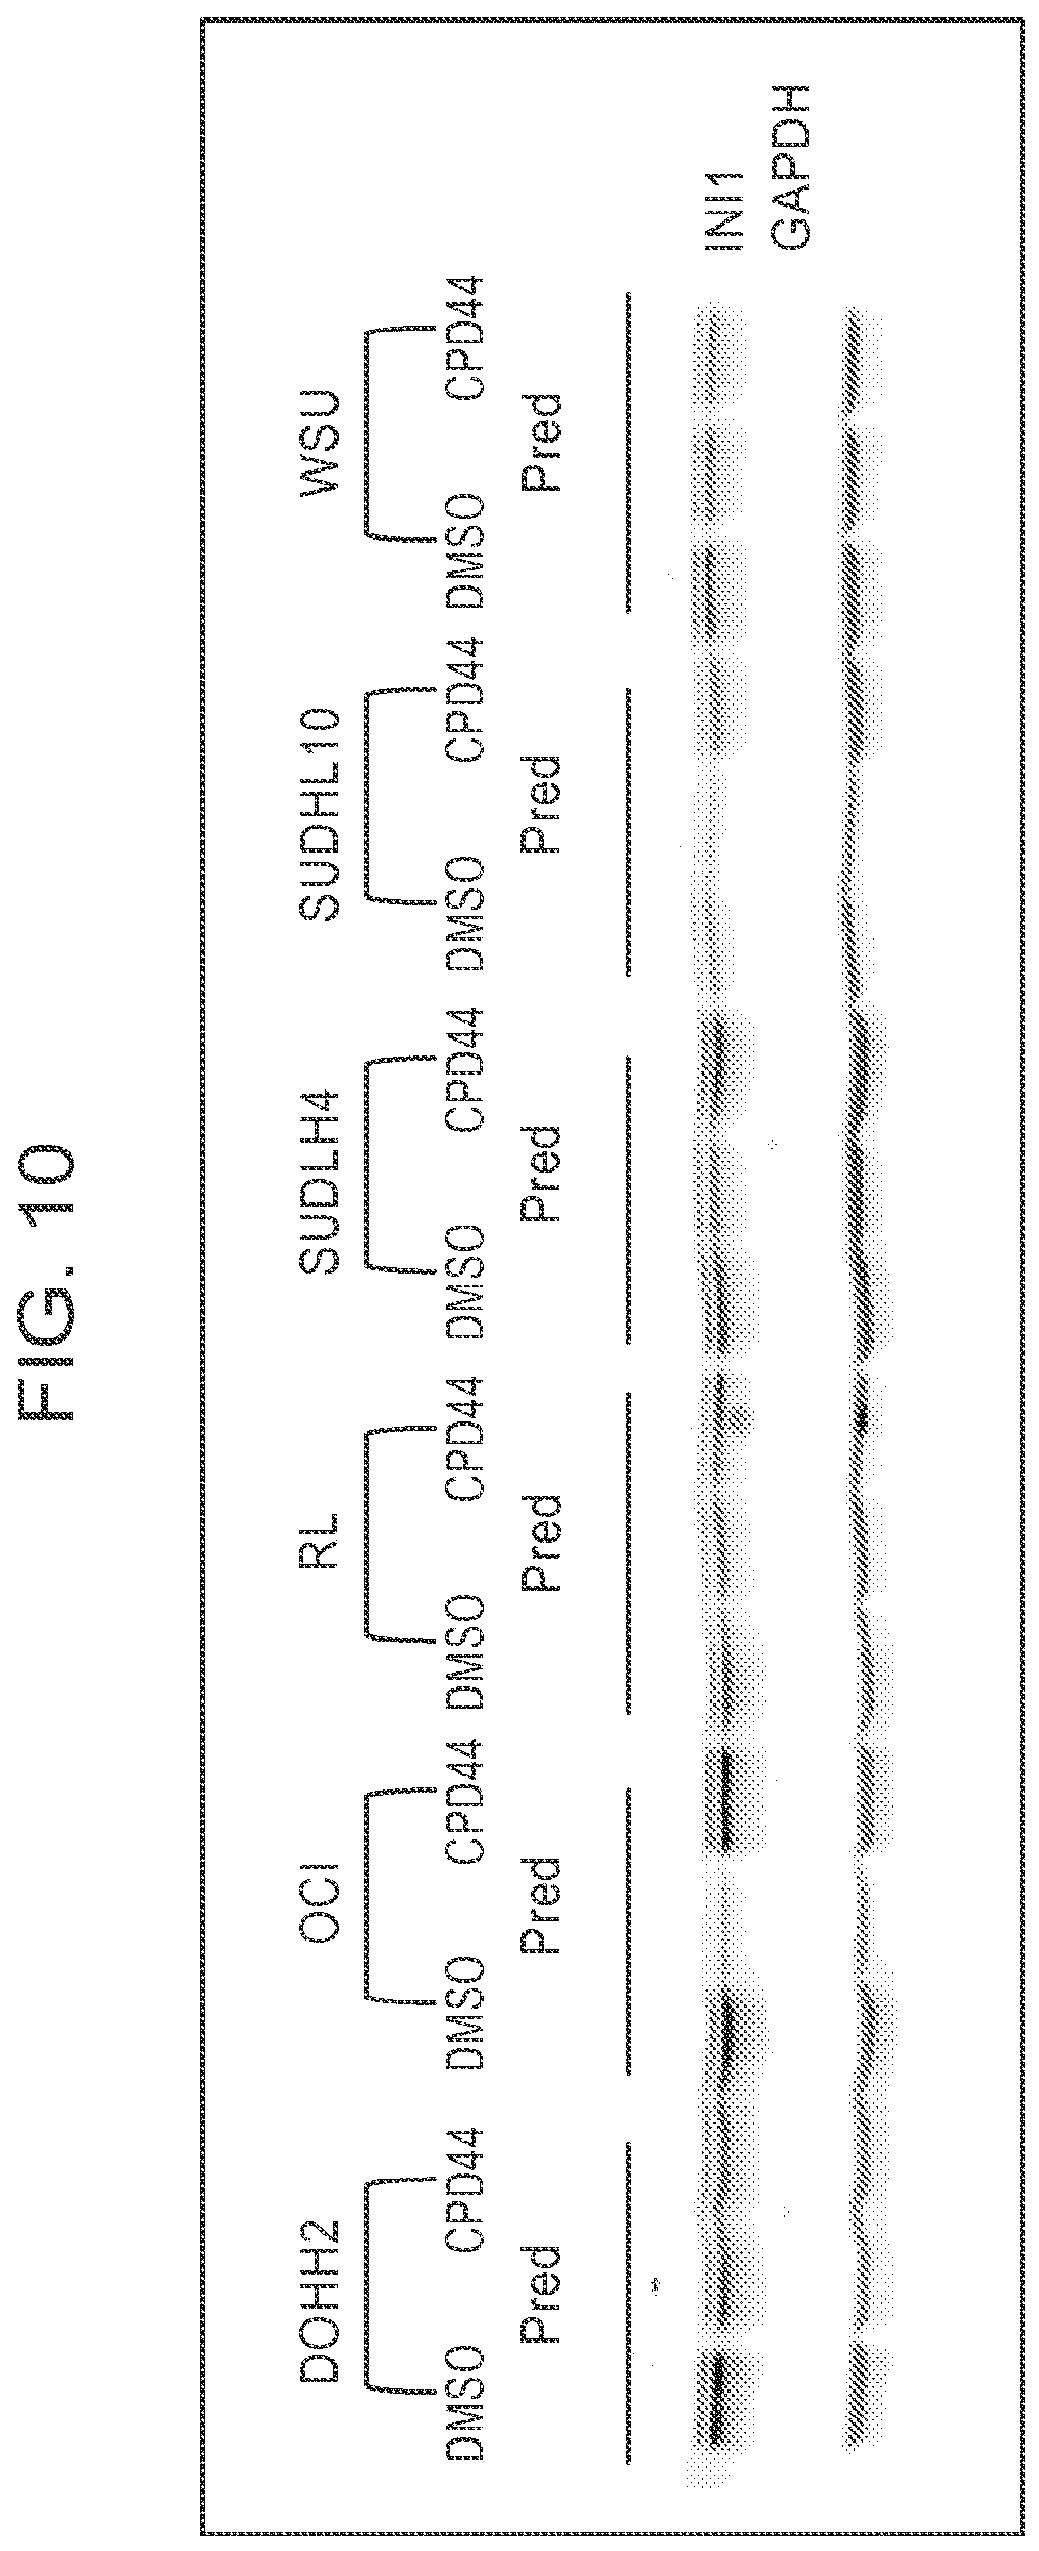 FIG. 10
DOHH2 OCI RL SUDLH4 SUDHL10 WSU
DMSO CPD44 DMSO CPD44 DMSO CPD44 DMSO CPD44 DMSO CPD44 DMSO CPD44
Pred Pred Pred Pred Pred Pred
INI1
GAPDH